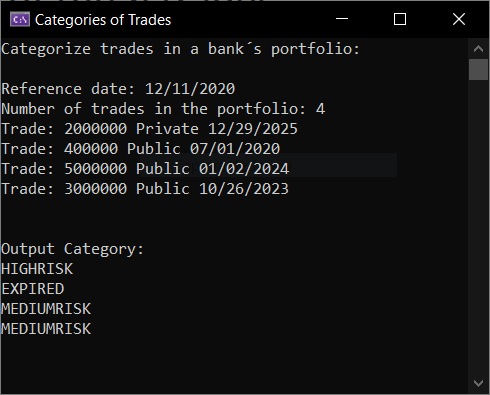 Categories of Trades
Categorize trades in a bank´s portfolio:
Reference date: 12/11/2020
Number of trades in the portfolio: 4
Trade: 2000000 Private 12/29/2025
Trade: 400000 Public 07/01/2020
Trade: 5000000 Public 01/02/2024
Trade: 3000000 Public 10/26/2023
Output Category:
HIGHRISK
EXPIRED
MEDIUMRISK
MEDIUMRISK